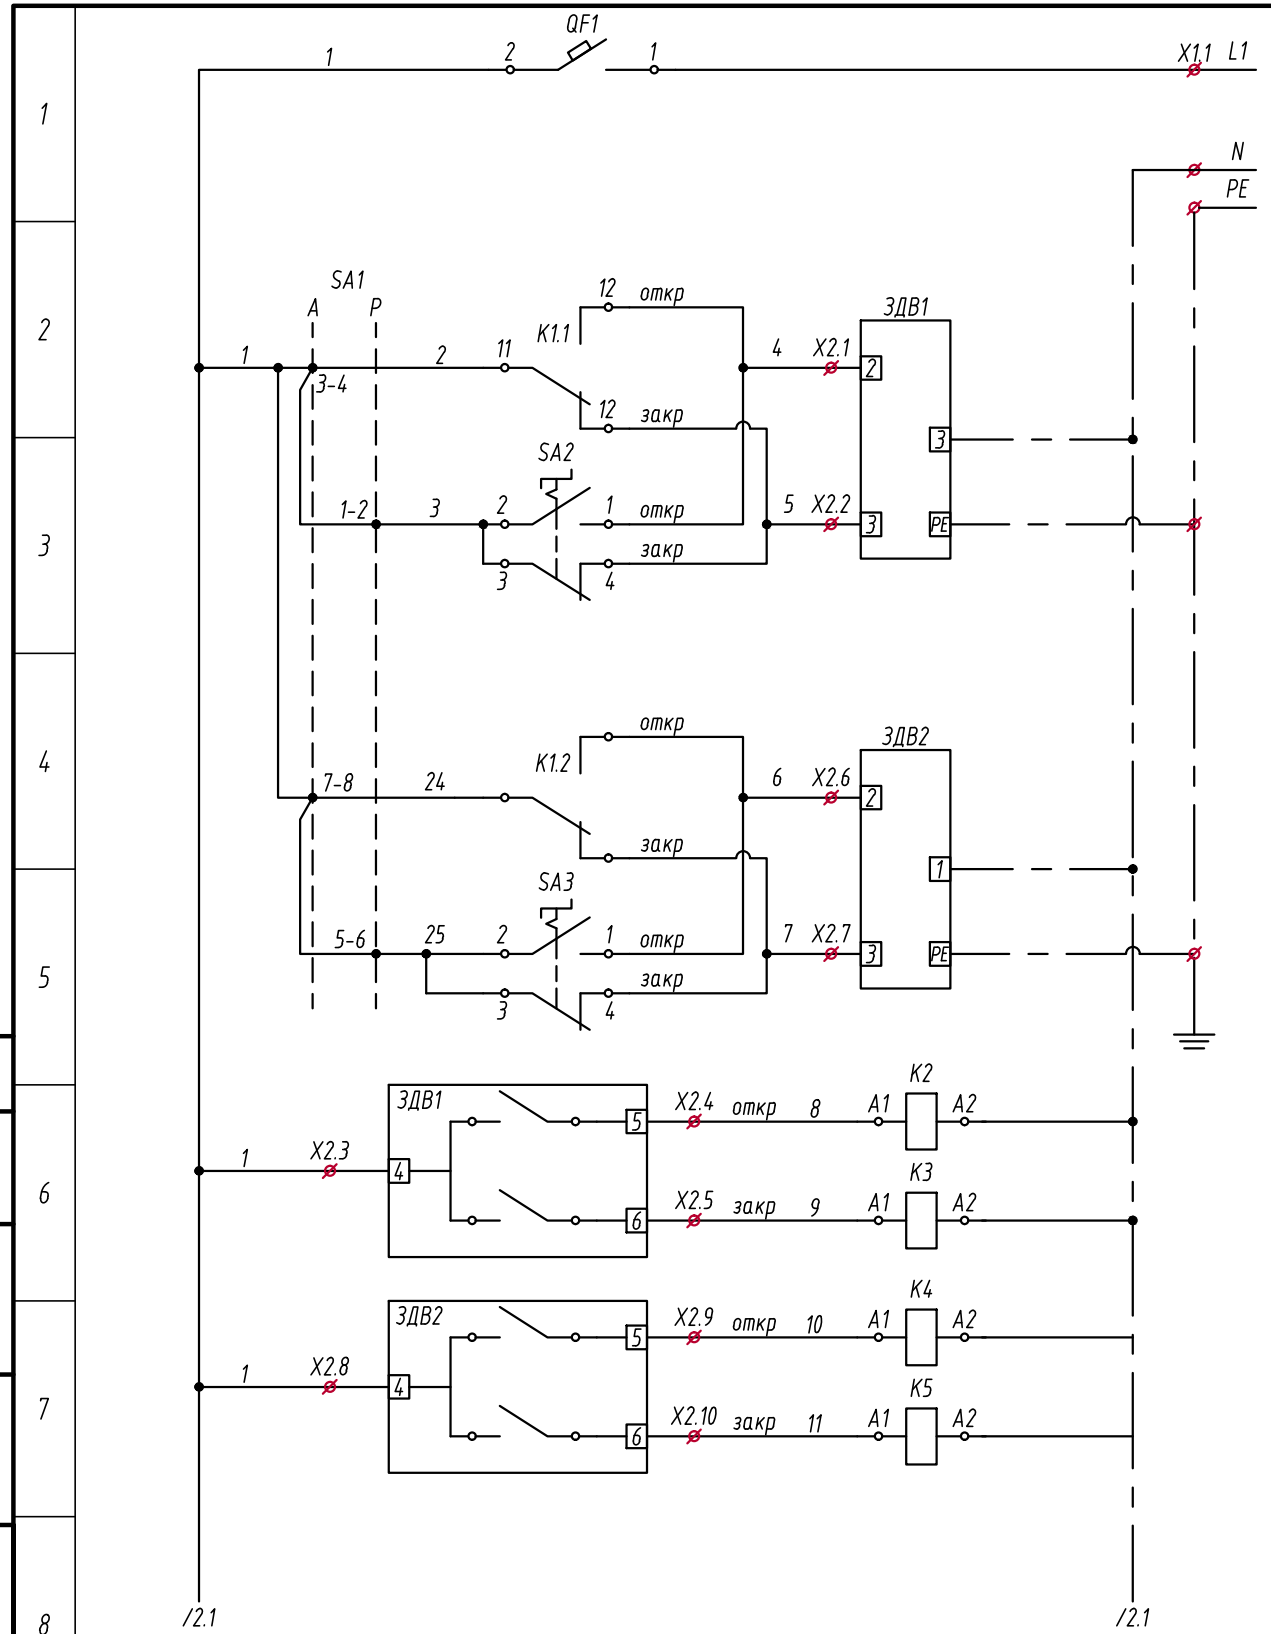 QF1
1 2 1 X1.1 L1
1
N
PE
SA1
A P 12 откр ЗДВ1
2 K1.1
1 2 11 4 X2.1 2
3-4 12 закр
3
SA2
1-2 3 2 1 откр 5 X2.2 3 PE
3 закр
3 4
откр ЗДВ2
4 K1.2
7-8 24 6 X2.6 2
закр
1
SA3
5-6 25 2 1 откр 7 X2.7 3 PE
5 закр
3 4
K2
ЗДВ1 5 X2.4 откр 8 A1 A2
1 X2.3 4
K3
6 6 X2.5 закр 9 A1 A2
K4
ЗДВ2 5 X2.9 откр 10 A1 A2
1 X2.8 4
K5
7 6 X2.10 закр 11 A1 A2
8 /2.1 /2.1